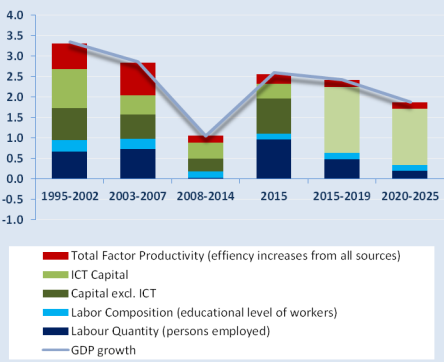 4.0
3.5
3.0
2.5
2.0
1.5
1.0
0.5
0.0
-0.5
-1.0
1995-2002 2003-2007 2008-2014 2015 2015-2019 2020-2025
Total Factor Productivity (effiency increases from all sources)
ICT Capital
Capital excl. ICT
Labor Composition (educational level of workers)
Labour Quantity (persons employed)
GDP growth